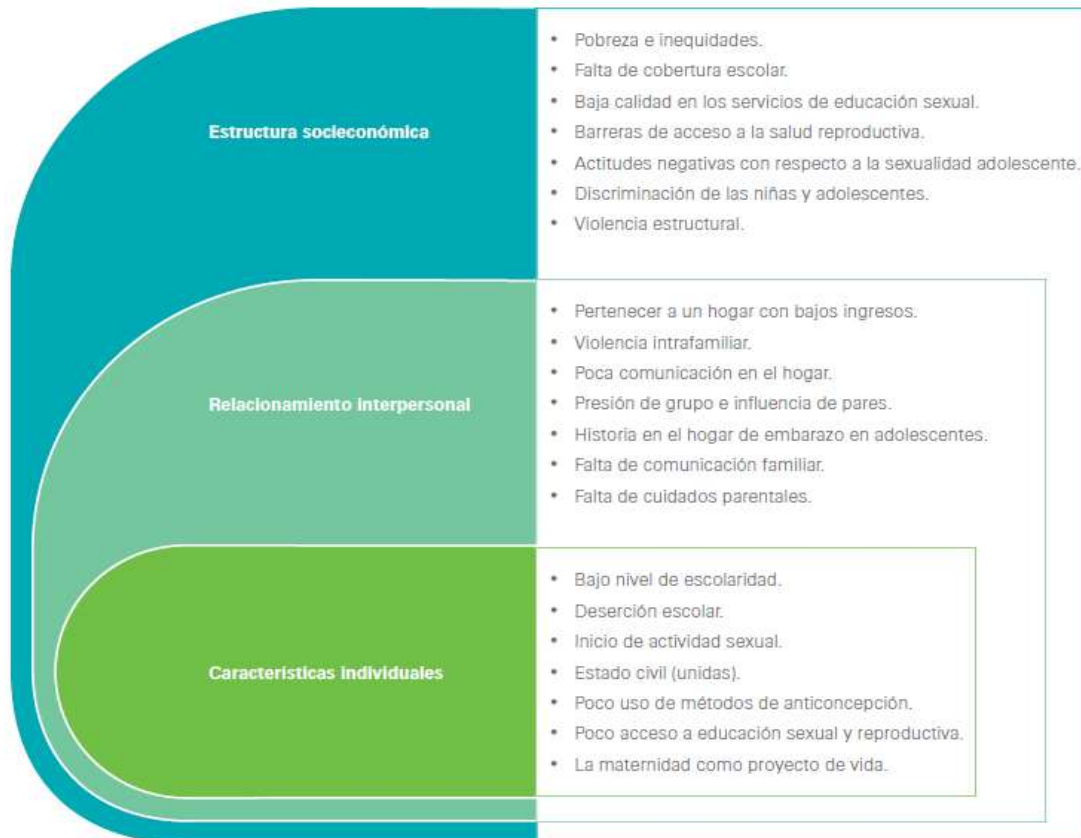 Estructura socieconómica
• Pobreza e inequidades.
• Falta de cobertura escolar.
• Baja calidad en los servicios de educación sexual.
• Barreras de acceso a la salud reproductiva.
• Actitudes negativas con respecto a la sexualidad adolescente.
• Discriminación de las niñas y adolescentes.
• Violencia estructural.
Relacionamiento interpersonal
• Pertenecer a un hogar con bajos ingresos.
• Violencia intrafamiliar.
• Poca comunicación en el hogar.
• Presión de grupo e influencia de pares.
• Historia en el hogar de embarazo en adolescentes.
• Falta de comunicación familiar.
• Falta de cuidados parentales.
Características individuales
• Bajo nivel de escolaridad.
• Deserción escolar.
• Inicio de actividad sexual.
• Estado civil (unidas).
• Poco uso de métodos de anticoncepción.
• Poco acceso a educación sexual y reproductiva.
• La maternidad como proyecto de vida.